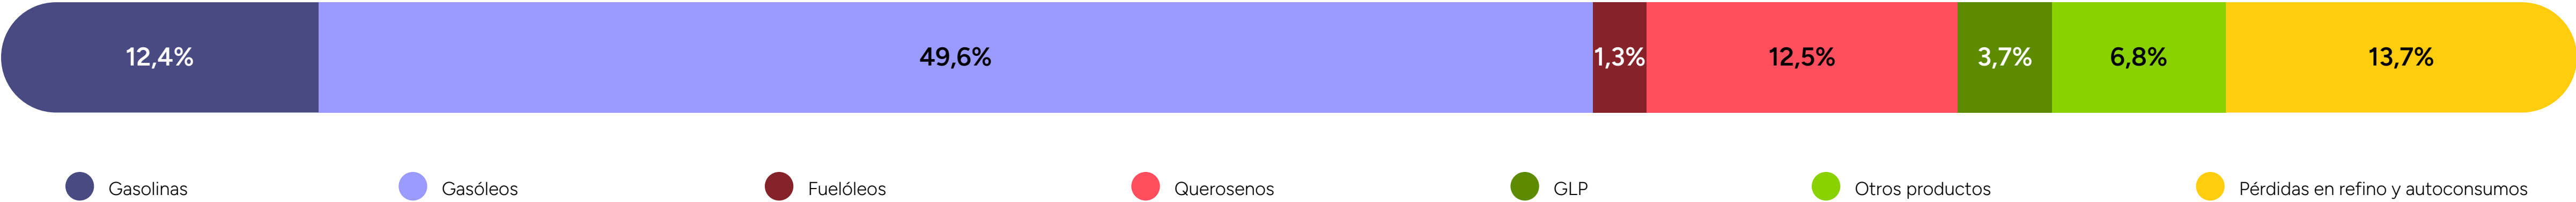 12,4% 49,6% 1,3% 12,5% 3,7% 6,8% 13,7%
Gasolinas Gasóleos Fuelóleos Querosenos GLP Otros productos Pérdidas en refino y autoconsumos